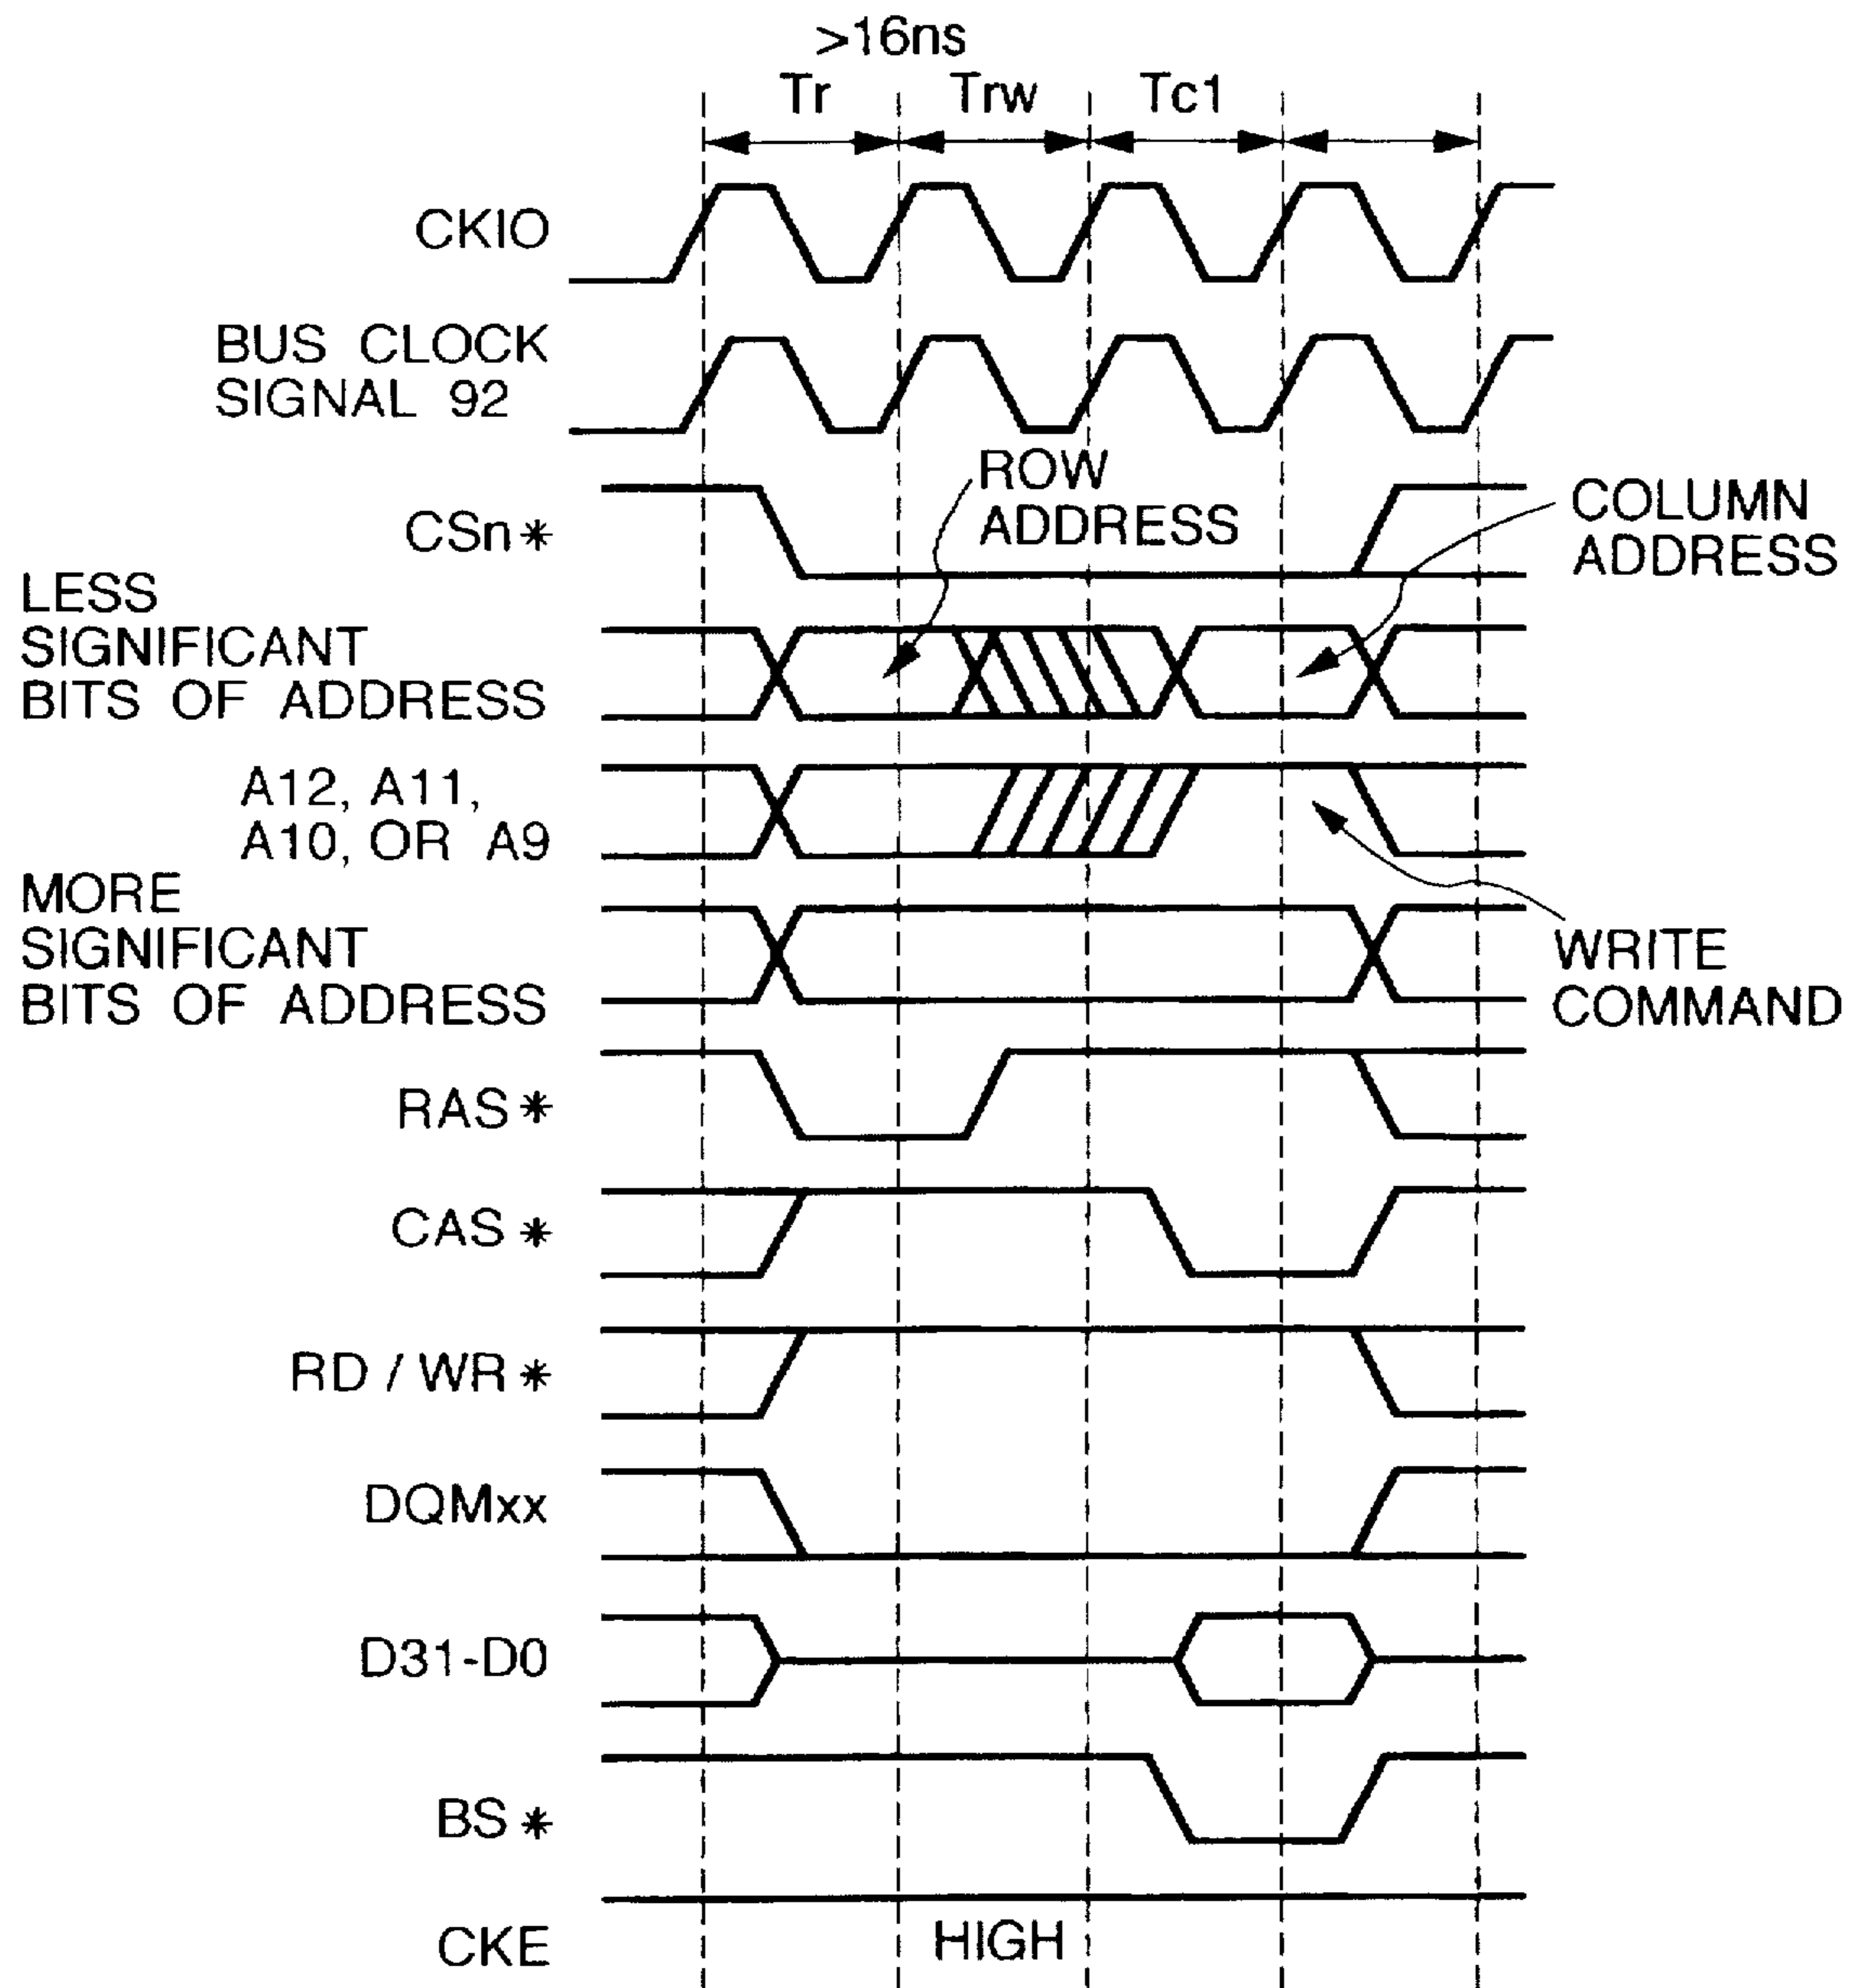 >16ns
Tr Trw Tc1
CKIO
BUS CLOCK
SIGNAL 92
ROW
ADDRESS
COLUMN
ADDRESS
CSn*
LESS
SIGNIFICANT
BITS OF ADDRESS
A12, A11,
A10, OR A9
MORE
SIGNIFICANT
BITS OF ADDRESS
WRITE
COMMAND
RAS*
CAS*
RD / WR*
DQMxx
D31-D0
BS*
CKE
HIGH